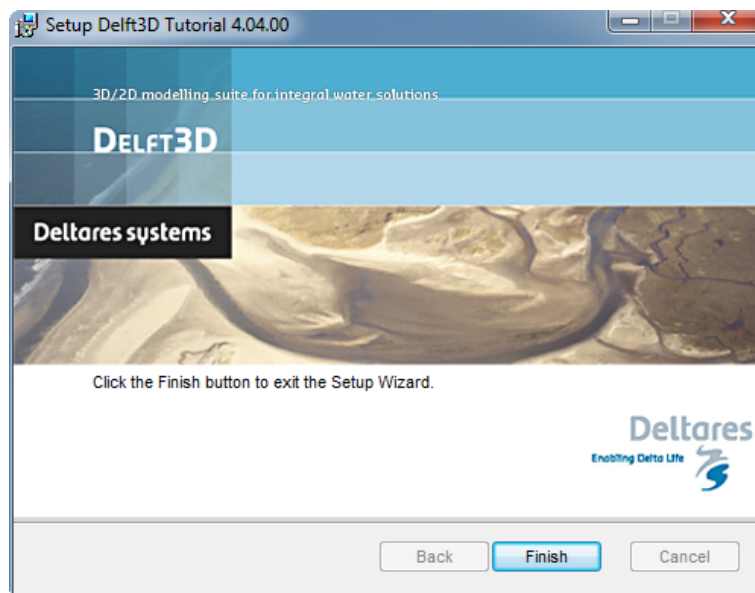 Setup Delft3D Tutorial 4.04.00
3D/2D modelling suite for integral water solutions
DELFT3D
Deltares systems
Click the Finish button to exit the Setup Wizard.
Deltares
Enabling Delta Life
Back Finish Cancel